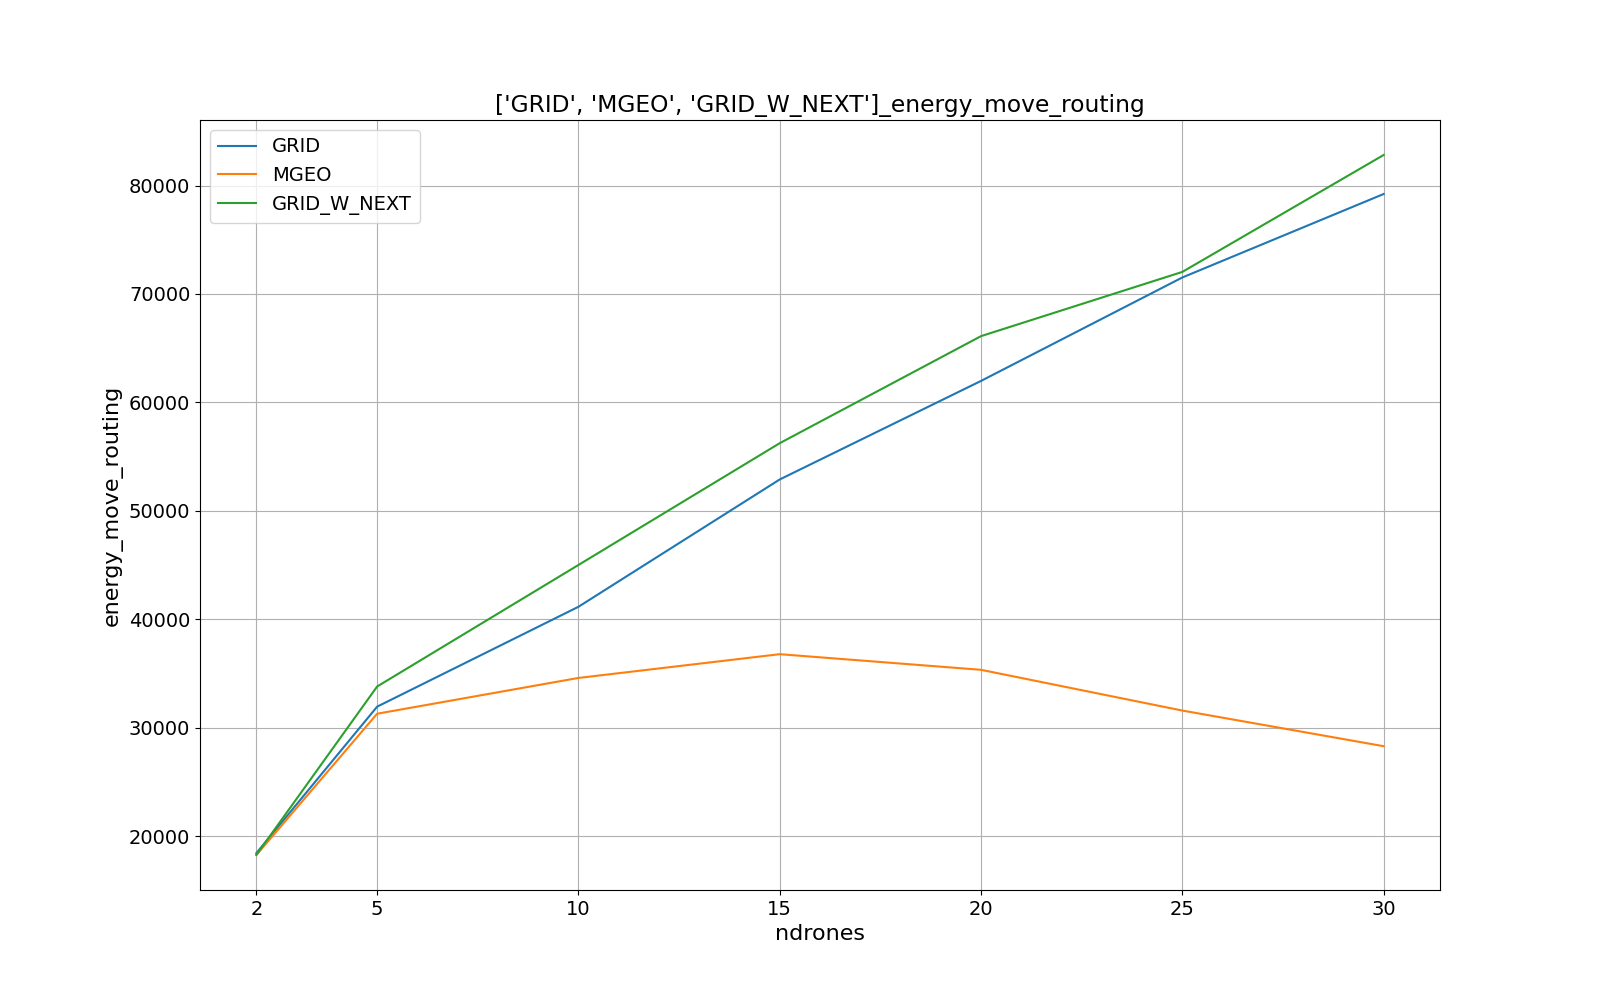 ['GRID', 'MGEO', 'GRID_W_NEXT']_energy_move_routing
GRID
MGEO
GRID_W_NEXT
80000
70000
60000
50000
40000
30000
20000
energy_move_routing
2 5 10 15 20 25 30
ndrones